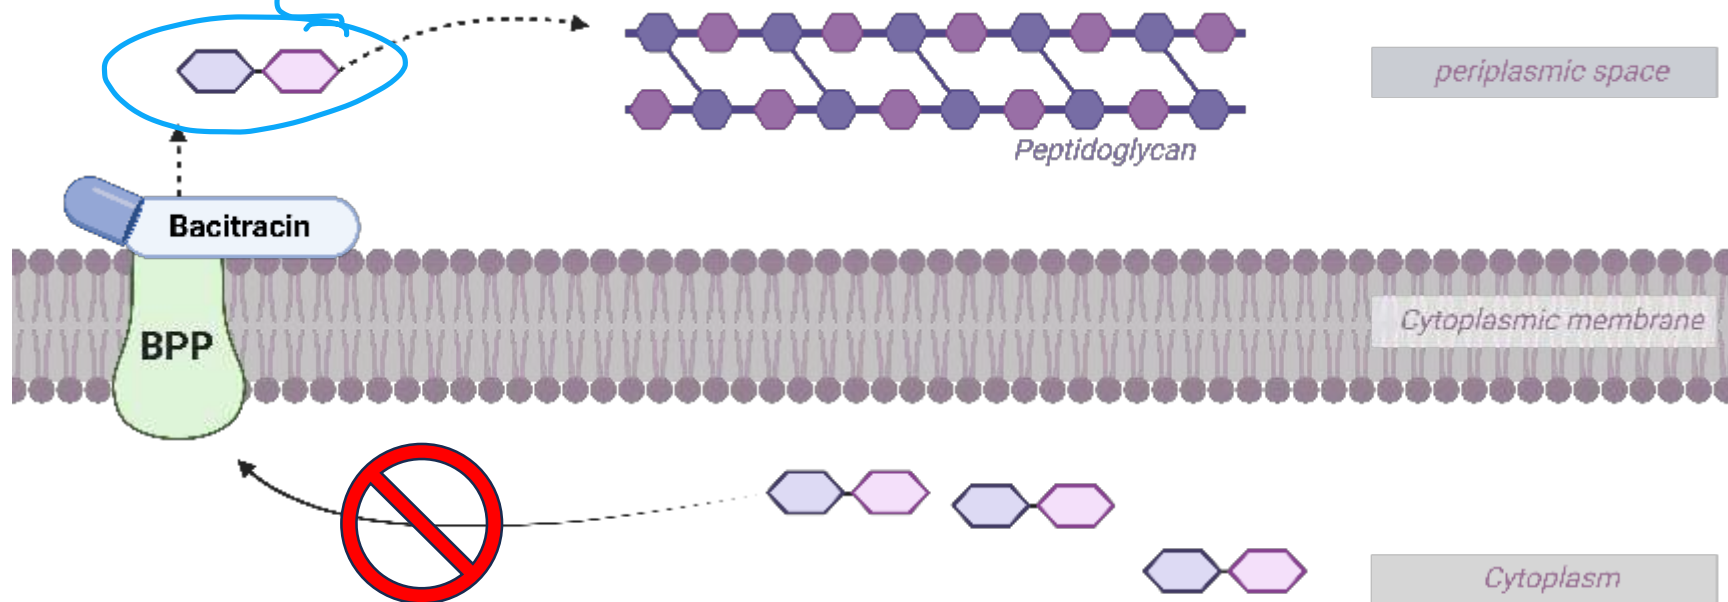 periplasmic space
Peptidoglycan
Bacitracin
Cytoplasmic membrane
BPP
Cytoplasm